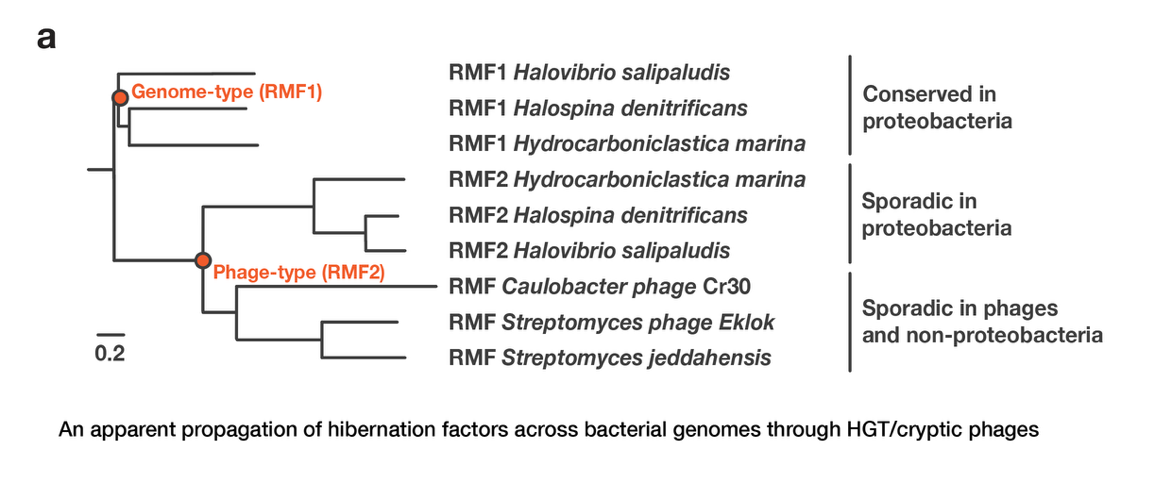 a
Genome-type (RMF1)
Phage-type (RMF2)
0.2
RMF1 Halovibrio salipaludis
RMF1 Halospina denitrificans
RMF1 Hydrocarboniclastica marina
RMF2 Hydrocarboniclastica marina
RMF2 Halospina denitrificans
RMF2 Halovibrio salipaludis
RMF Caulobacter phage Cr30
RMF Streptomyces phage Eklok
RMF Streptomyces jeddahensis
Conserved in
proteobacteria
Sporadic in
proteobacteria
Sporadic in phages
and non-proteobacteria
An apparent propagation of hibernation factors across bacterial genomes through HGT/cryptic phages